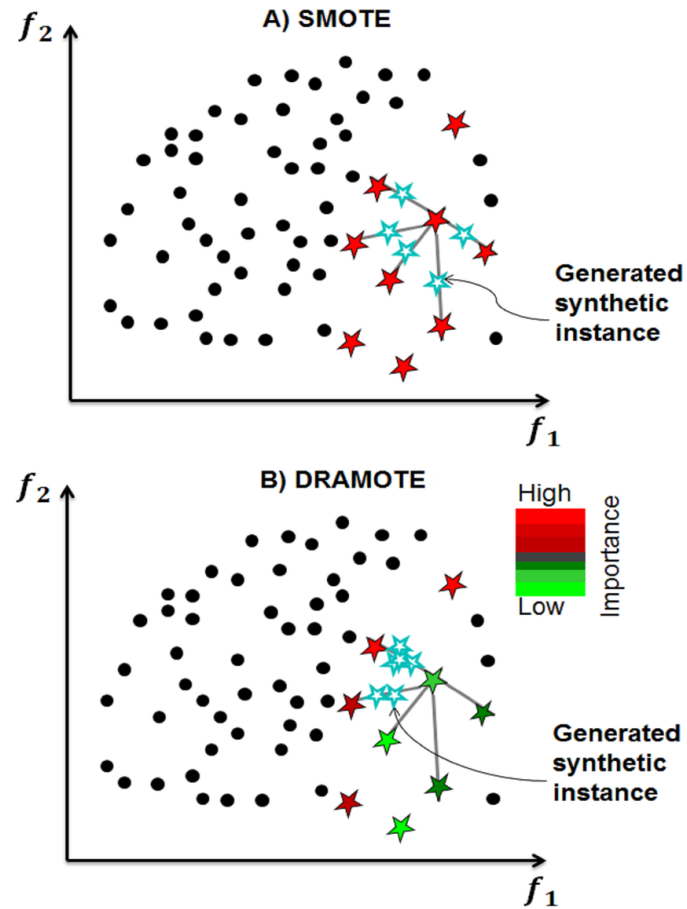 A) SMOTE
f2
Generated
synthetic
instance
f1
B) DRAMOTE
f2
High
Importance
Low
Generated
synthetic
instance
f1